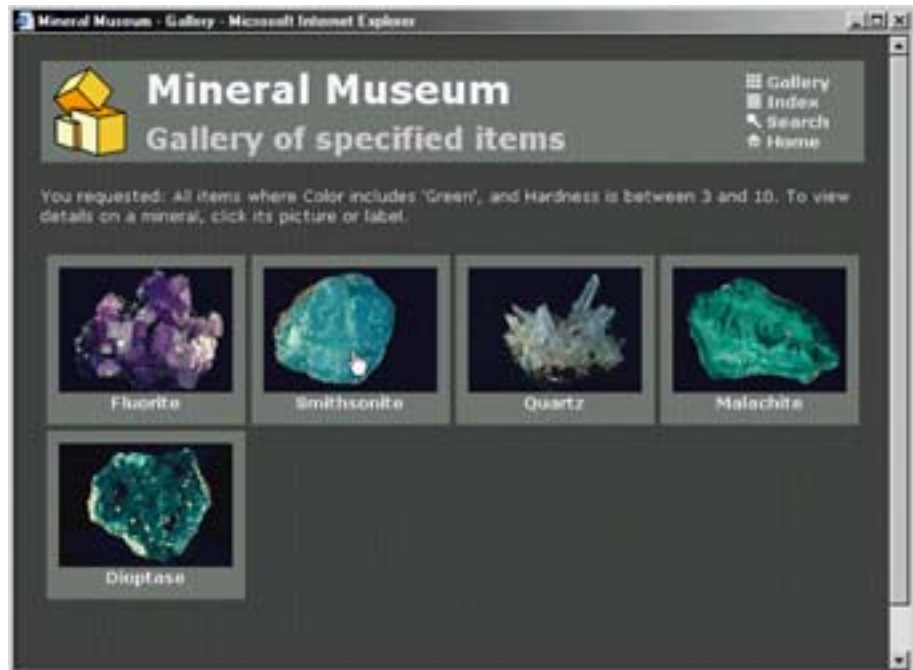 Mineral Museum - Gallery - Microsoft Internet Explorer
Mineral Museum
Gallery of specified items
Gallery
Index
Search
Home
You requested: All items where Color includes 'Green', and Hardness is between 3 and 10. To view
details on a mineral, click its picture or label.
Fluorite
Smithsonite
Quartz
Malachite
Dioptase